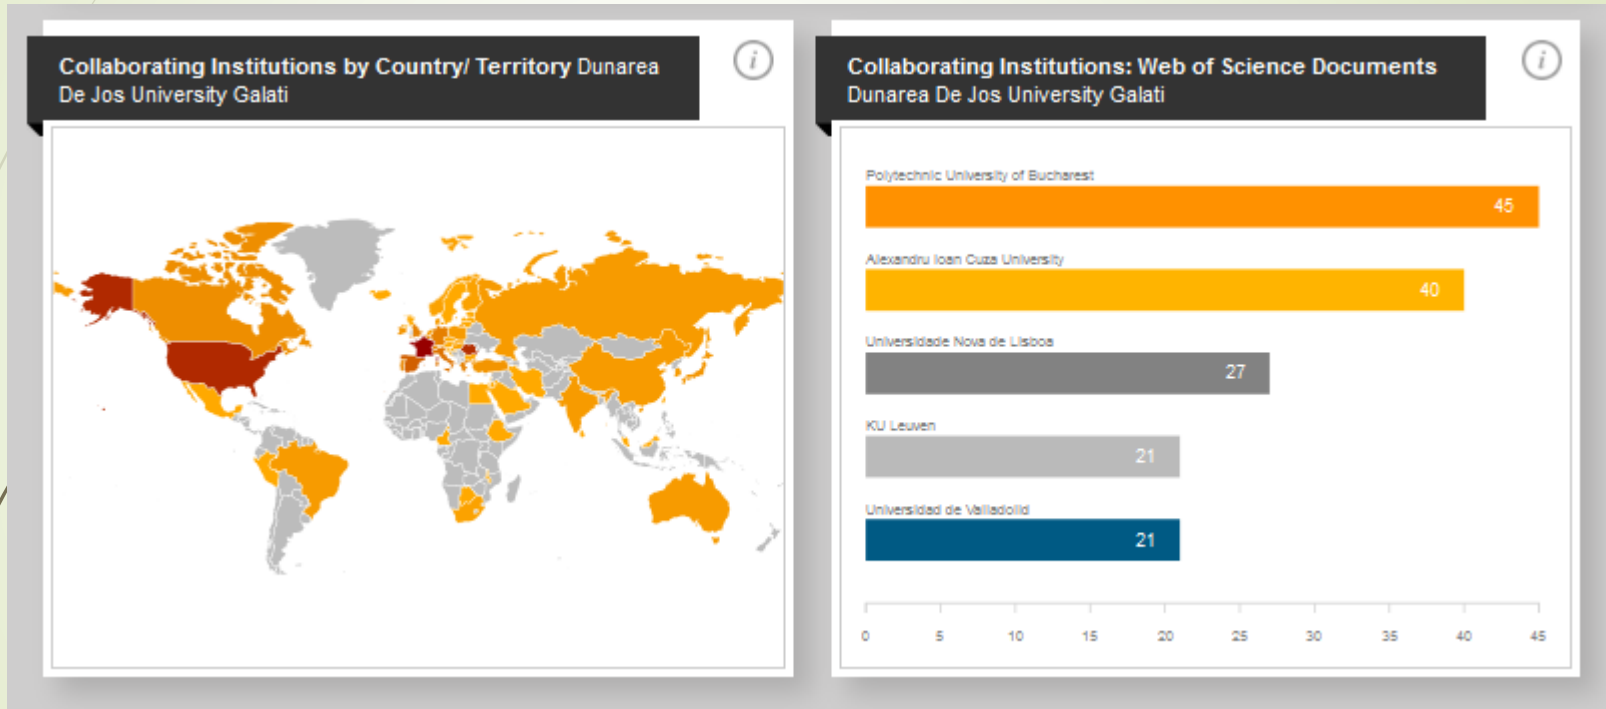 Collaborating Institutions by Country/ Territory Dunarea
De Jos University Galati
i
Collaborating Institutions: Web of Science Documents
Dunarea De Jos University Galati
i
Polytechnic University of Bucharest
45
Alexandru Ioan Cuza University
40
Universidade Nova de Lisboa
27
KU Leuven
21
Universidad de Valladolid
21
0 5 10 15 20 25 30 35 40 45